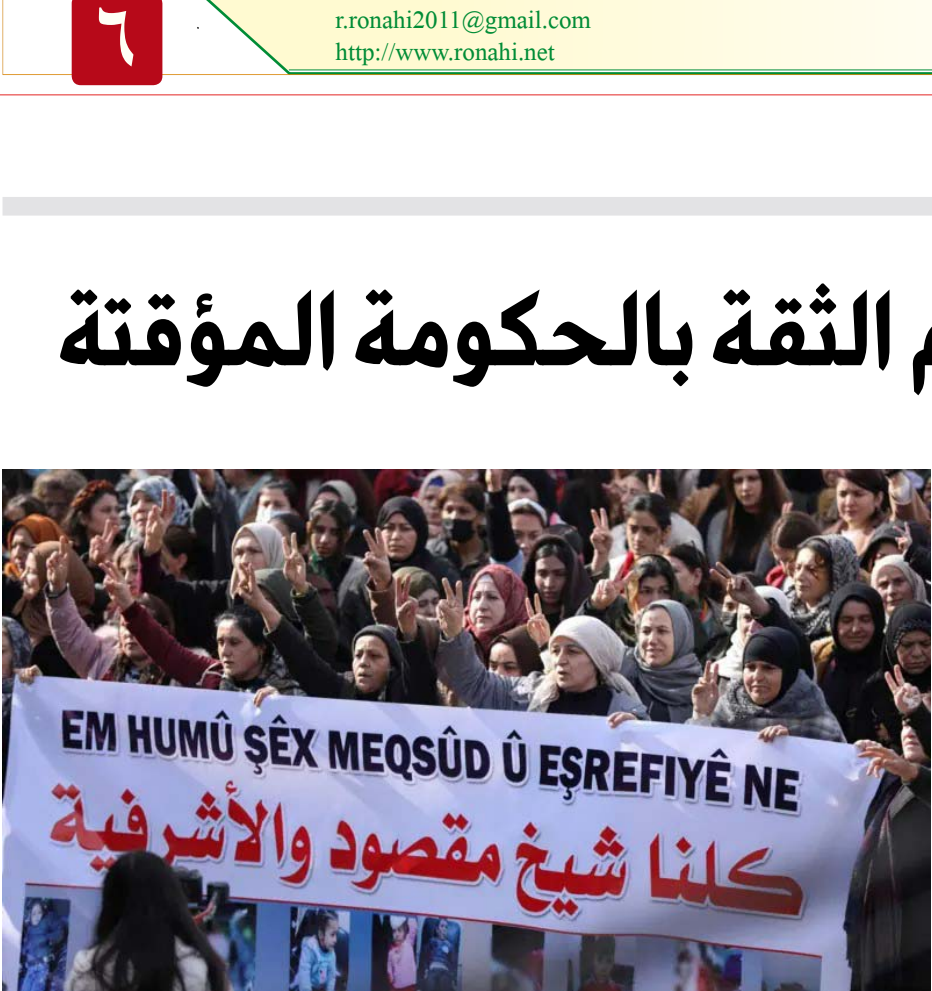 ٦
r.ronahi2011@gmail.com
http://www.ronahi.net
الثقة بالحكومة المؤقتة
EM HUMÛ ŞÊX MEQSÛD Û EŞREFIYÊ NE
كلنا شيخ مقصود والأشرفية